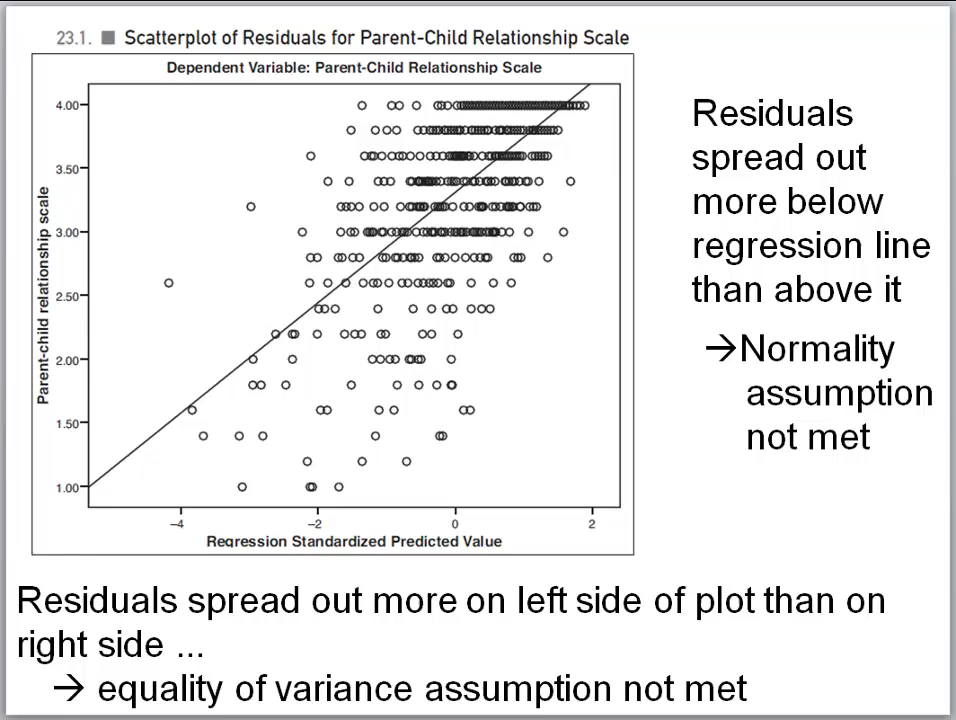 23.1. ■ Scatterplot of Residuals for Parent-Child Relationship Scale
Dependent Variable: Parent-Child Relationship Scale
Parent-child relationship scale
4.00
3.50
3.00
2.50
2.00
1.50
1.00
−4
−2
0
2
Regression Standardized Predicted Value
Residuals
spread out
more below
regression line
than above it
→Normality
assumption
not met
Residuals spread out more on left side of plot than on
right side ...
→ equality of variance assumption not met